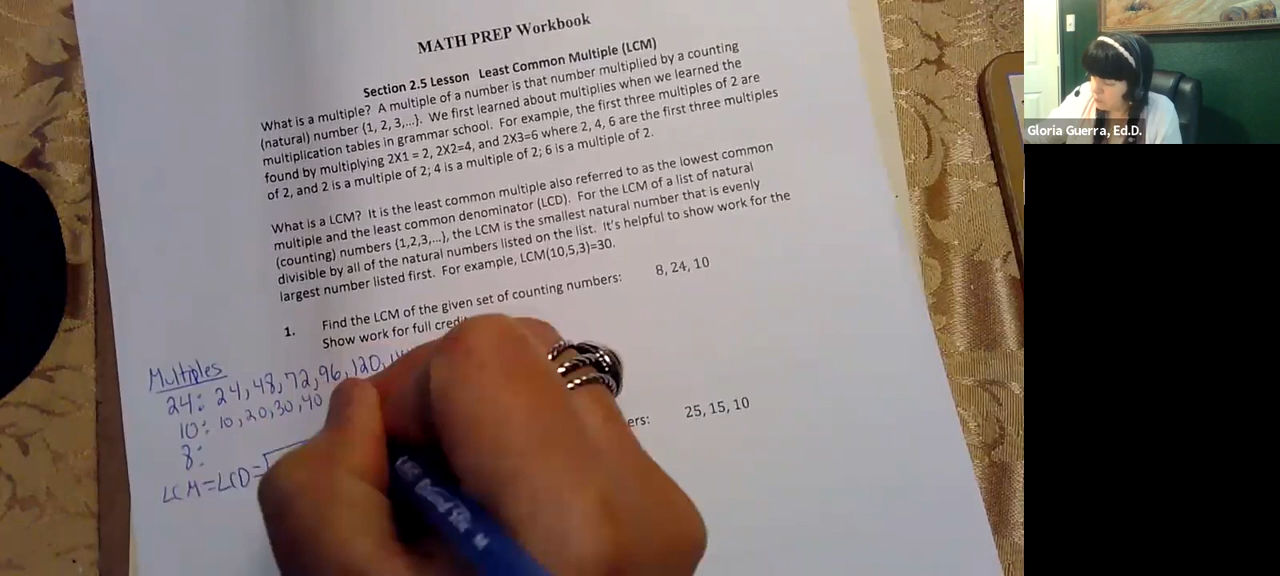 MATH PREP Workbook
Section 2.5 Lesson Least Common Multiple (LCM)
What is a multiple? A multiple of a number is that number multiplied by a counting
(natural) number {1, 2, 3,...}. We first learned about multiplies when we learned the
multiplication tables in grammar school. For example, the first three multiples of 2 are
found by multiplying 2X1 = 2, 2X2=4, and 2X3=6 where 2, 4, 6 are the first three multiples
of 2, and 2 is a multiple of 2; 4 is a multiple of 2; 6 is a multiple of 2.
What is a LCM? It is the least common multiple also referred to as the lowest common
multiple and the least common denominator (LCD). For the LCM of a list of natural
(counting) numbers {1,2,3,...}, the LCM is the smallest natural number that is evenly
divisible by all of the natural numbers listed on the list. It's helpful to show work for the
largest number listed first. For example, LCM(10,5,3)=30.
1. Find the LCM of the given set of counting numbers: 8, 24, 10
Show work for full
Multiples
24: 24, 48, 72, 96, 120,
10: 10, 20, 30, 40
8:
LCM=LCD=
25, 15, 10
Gloria Guerra, Ed.D.